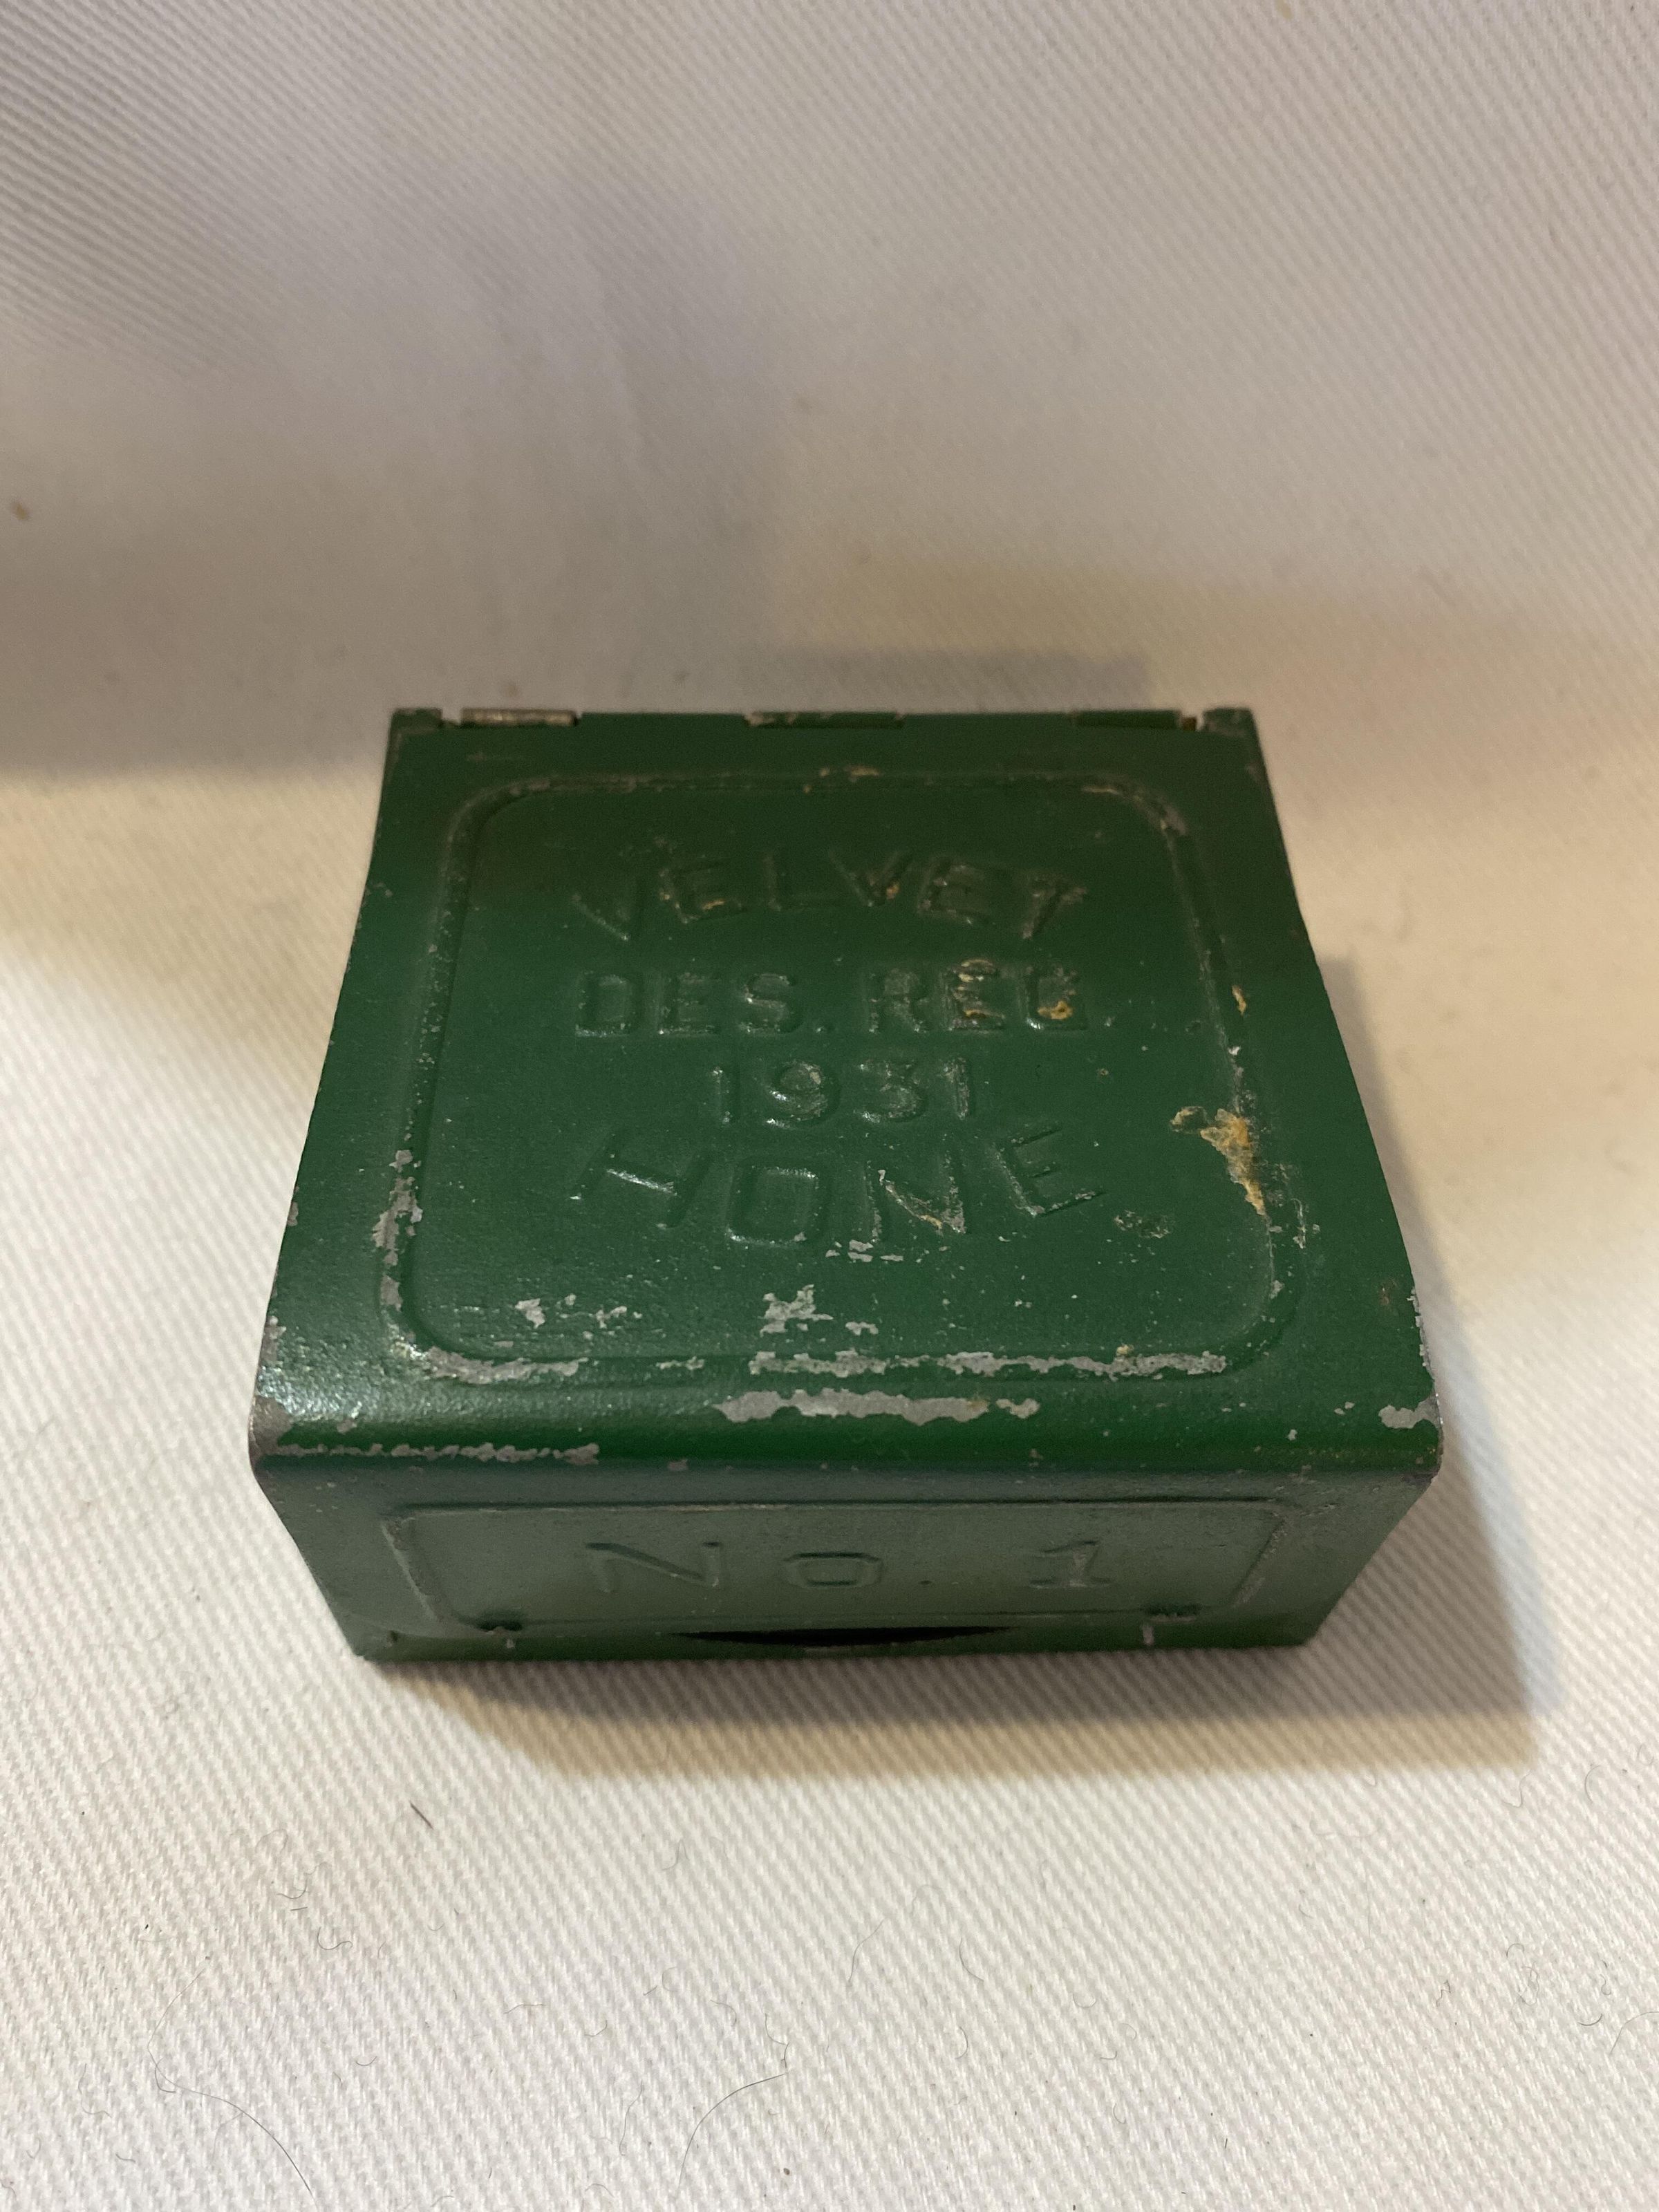 VELVET
DES. REG
1931
HONE
No. 1